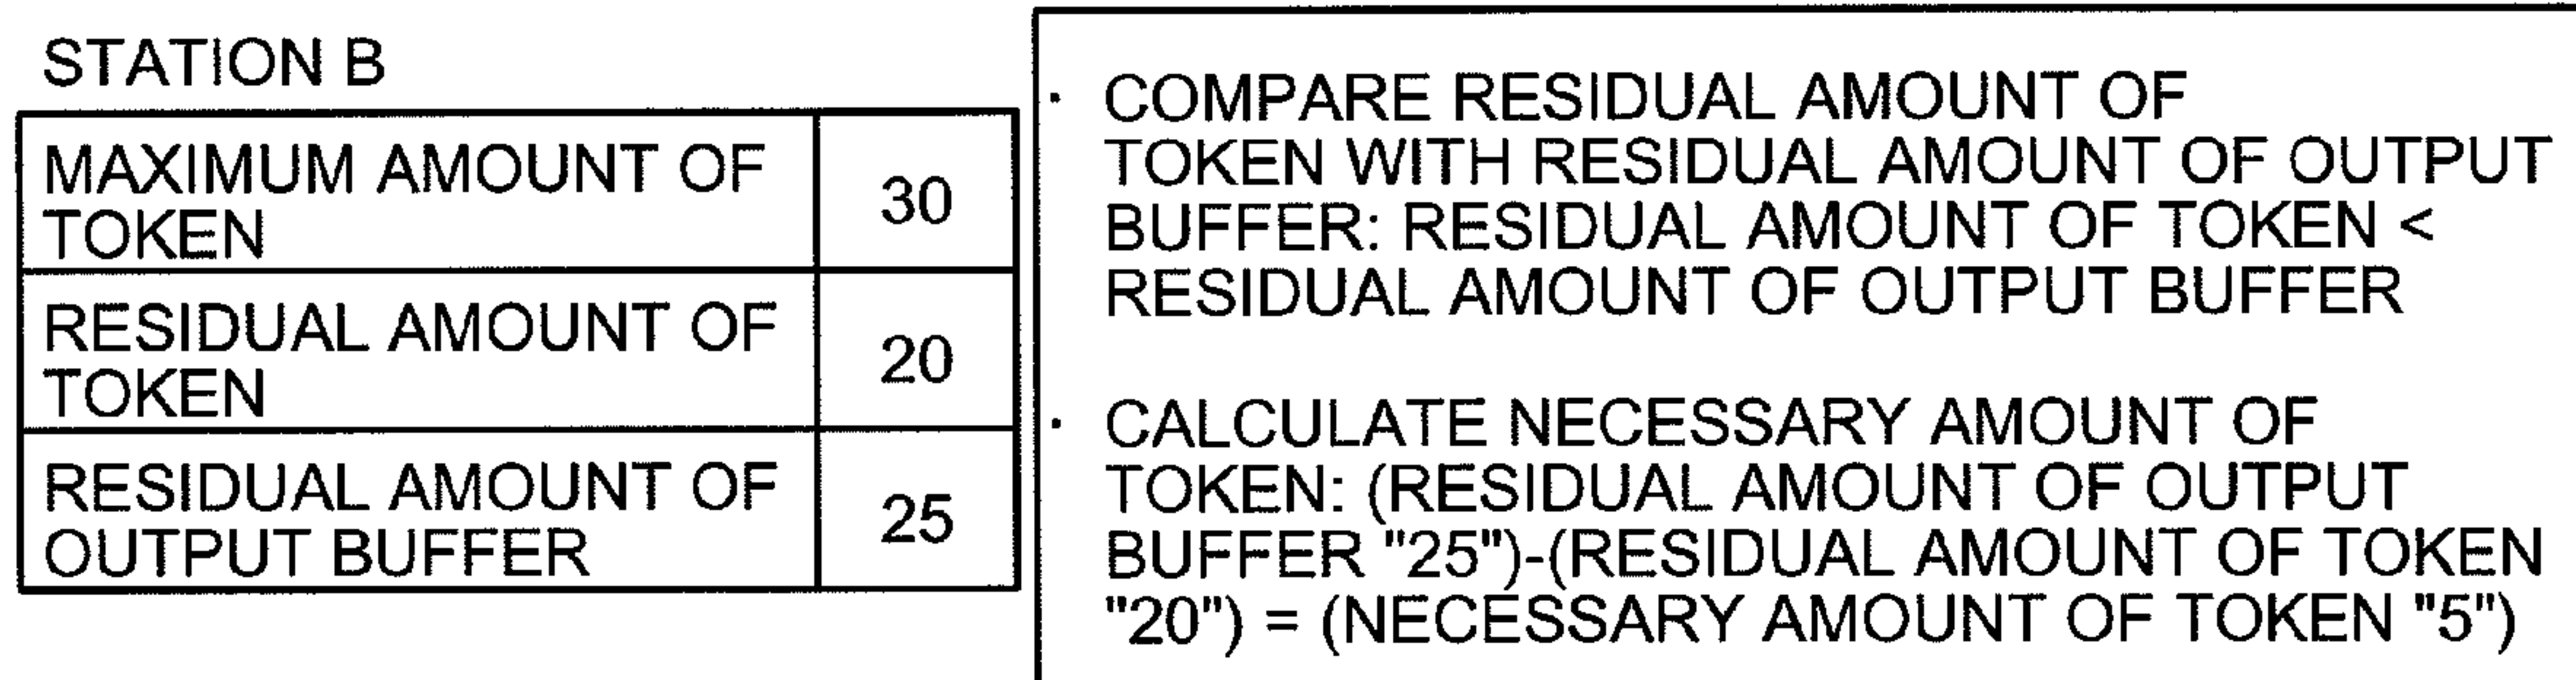 STATION B
MAXIMUM AMOUNT OF
TOKEN
30
RESIDUAL AMOUNT OF
TOKEN
20
RESIDUAL AMOUNT OF
OUTPUT BUFFER
25
· COMPARE RESIDUAL AMOUNT OF
TOKEN WITH RESIDUAL AMOUNT OF OUTPUT
BUFFER: RESIDUAL AMOUNT OF TOKEN <
RESIDUAL AMOUNT OF OUTPUT BUFFER
· CALCULATE NECESSARY AMOUNT OF
TOKEN: (RESIDUAL AMOUNT OF OUTPUT
BUFFER "25")-(RESIDUAL AMOUNT OF TOKEN
"20") = (NECESSARY AMOUNT OF TOKEN "5")